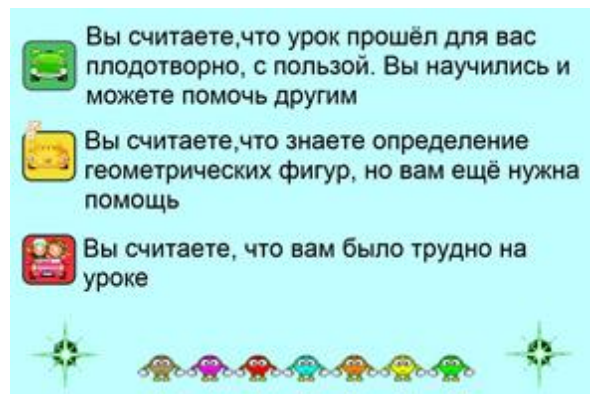 Вы считаете,что урок прошёл для вас
плодотворно, с пользой. Вы научились и
можете помочь другим
Вы считаете,что знаете определение
геометрических фигур, но вам ещё нужна
помощь
Вы считаете, что вам было трудно на
уроке